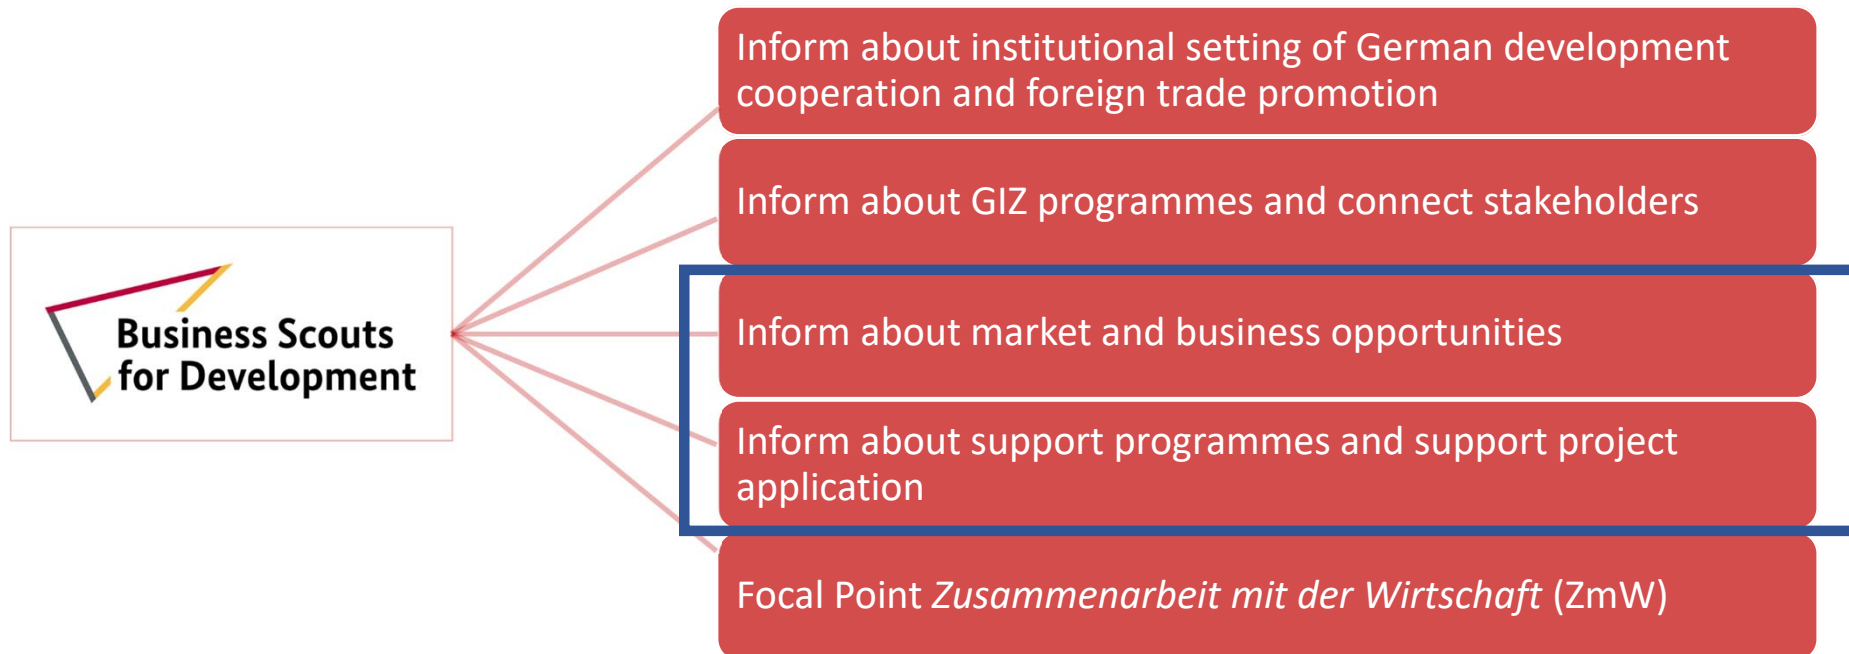 Inform about institutional setting of German development
cooperation and foreign trade promotion
Inform about GIZ programmes and connect stakeholders
Business Scouts
for Development
Inform about market and business opportunities
Inform about support programmes and support project
application
Focal Point Zusammenarbeit mit der Wirtschaft (ZmW)